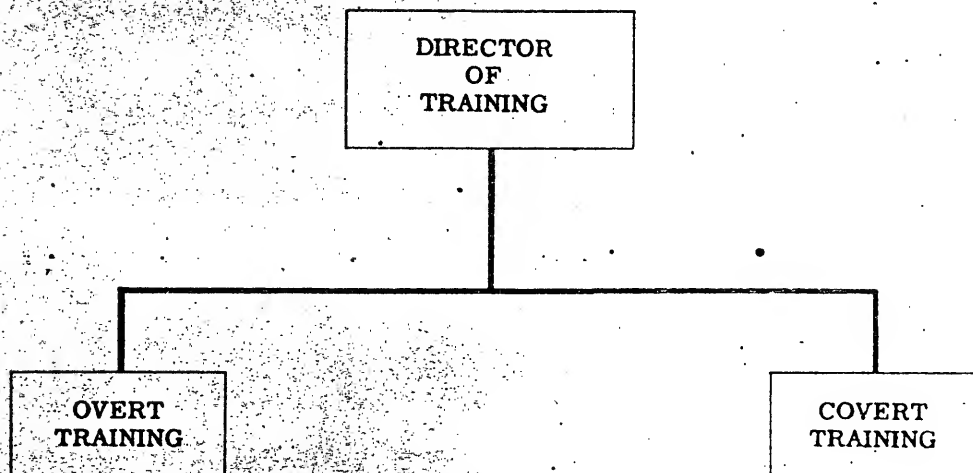 DIRECTOR
OF
TRAINING
OVERT
TRAINING
COVERT
TRAINING